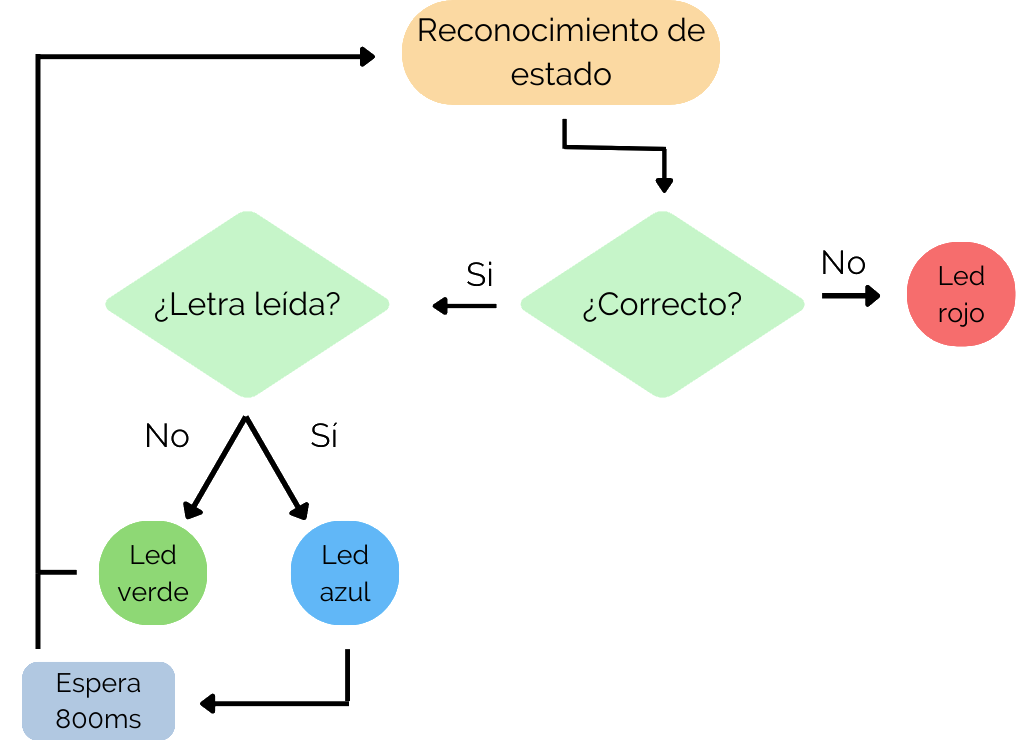 Reconocimiento de
estado
¿Correcto?
No
Led
rojo
Si
¿Letra leída?
No
Sí
Led
verde
Led
azul
Espera
800ms